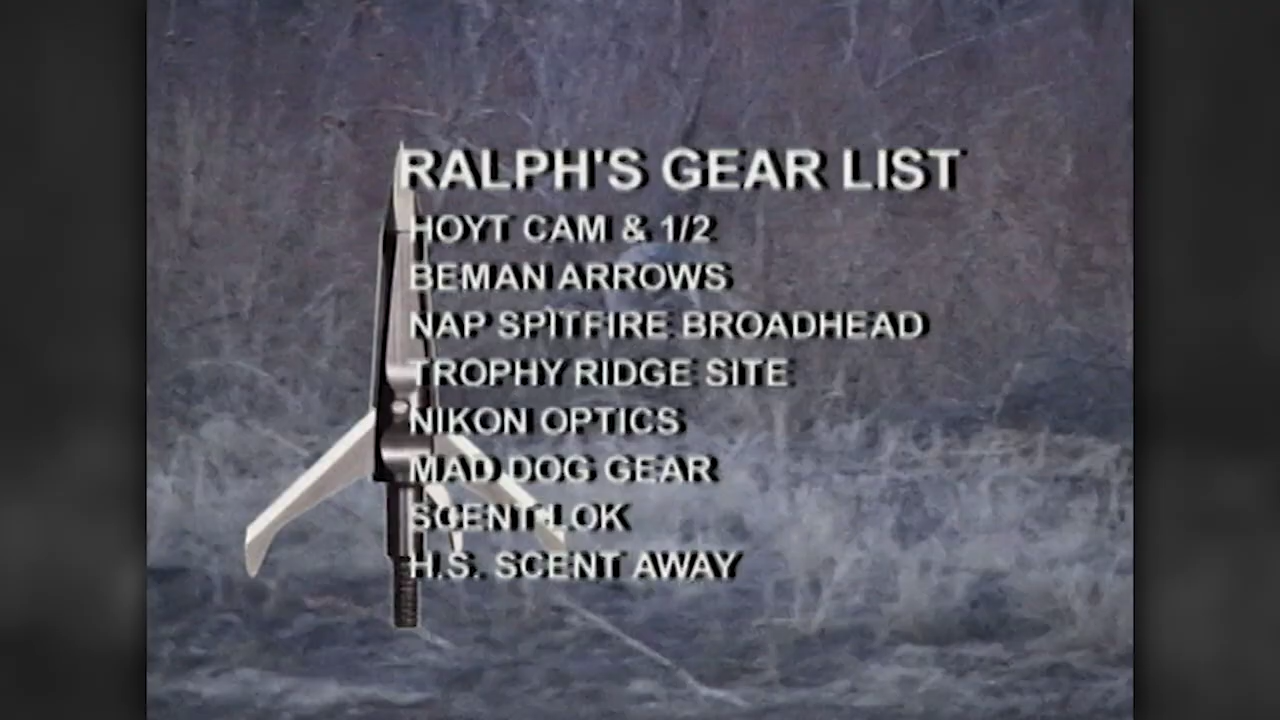 RALPH'S GEAR LIST
HOYT CAM & 1/2
BEMAN ARROWS
NAP SPITFIRE BROADHEAD
TROPHY RIDGE SITE
NIKON OPTICS
MAD DOG GEAR
SCENT-LOK
H.S. SCENT AWAY